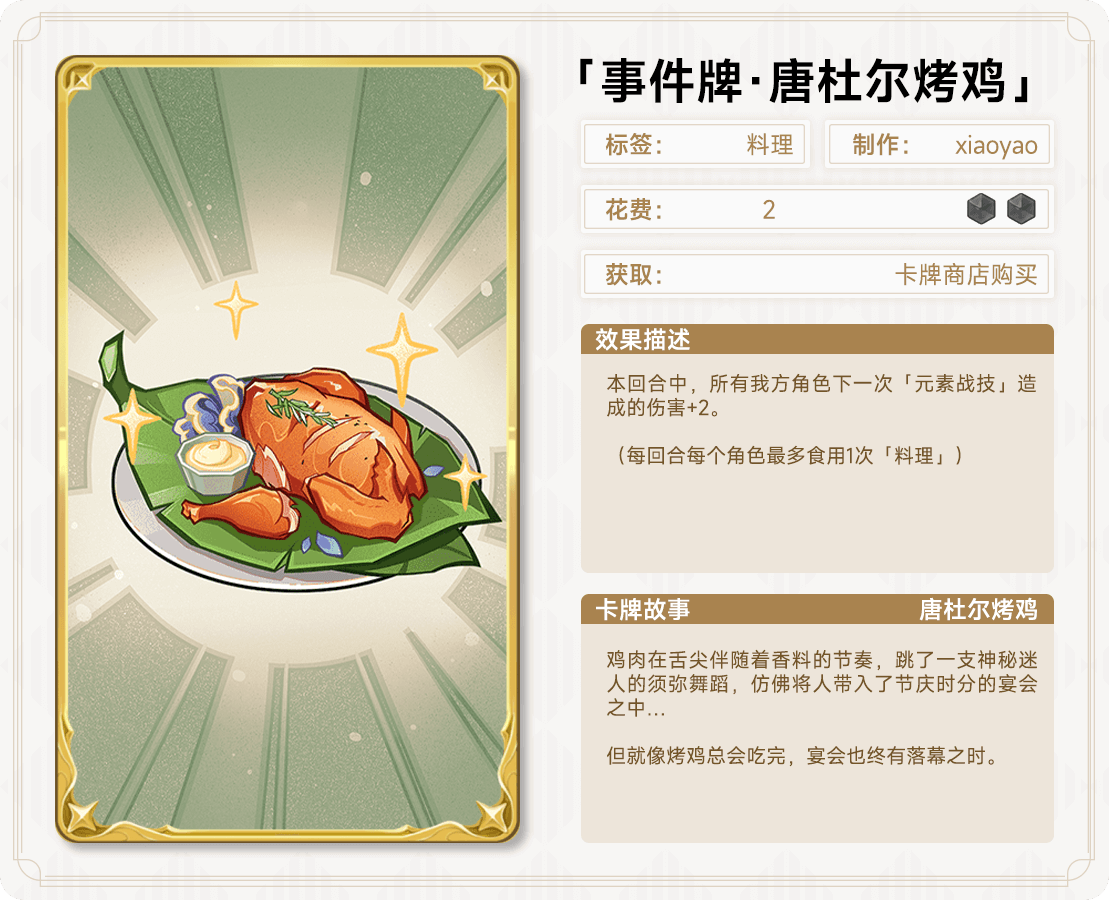 「事件牌·唐杜尔烤鸡」
标签： 料理 制作： xiaoyao
花费： 2
获取： 卡牌商店购买
效果描述
本回合中，所有我方角色下一次「元素战技」造
成的伤害+2。
（每回合每个角色最多食用1次「料理」）
卡牌故事 唐杜尔烤鸡
鸡肉在舌尖伴随着香料的节奏，跳了一支神秘迷
人的须弥舞蹈，仿佛将人带入了节庆时分的宴会
之中...
但就像烤鸡总会吃完，宴会也终有落幕之时。